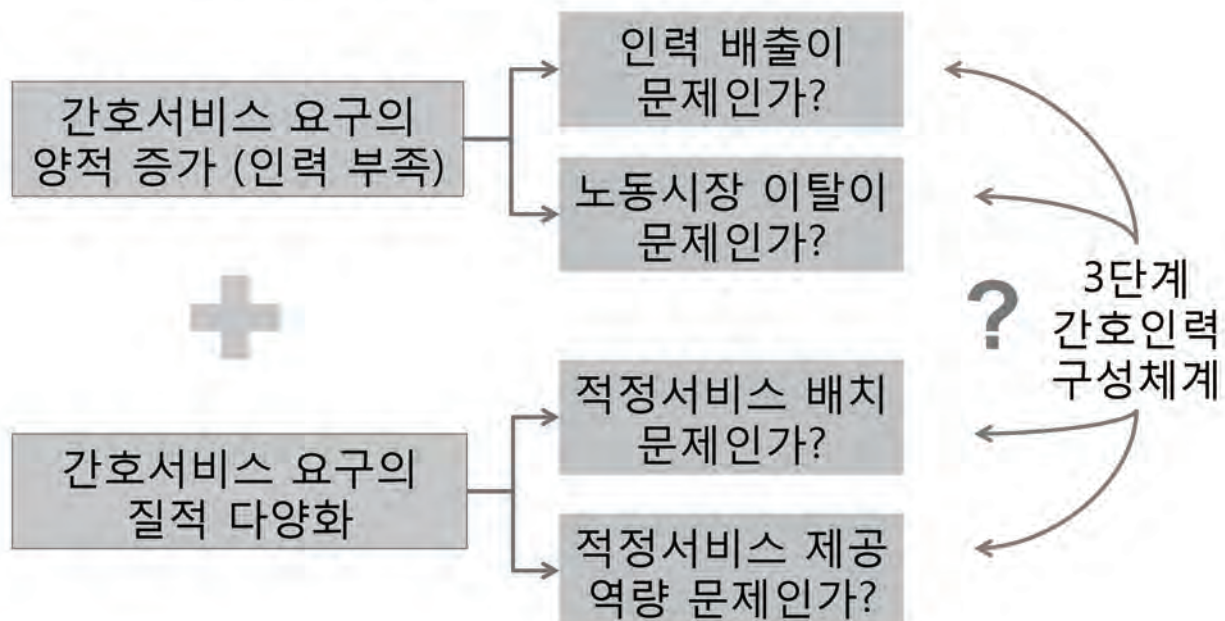 간호서비스 요구의
양적 증가 (인력 부족)
인력 배출이
문제인가?
노동시장 이탈이
문제인가?
간호서비스 요구의
질적 다양화
적정서비스 배치
문제인가?
적정서비스 제공
역량 문제인가?
?
3단계
간호인력
구성체계